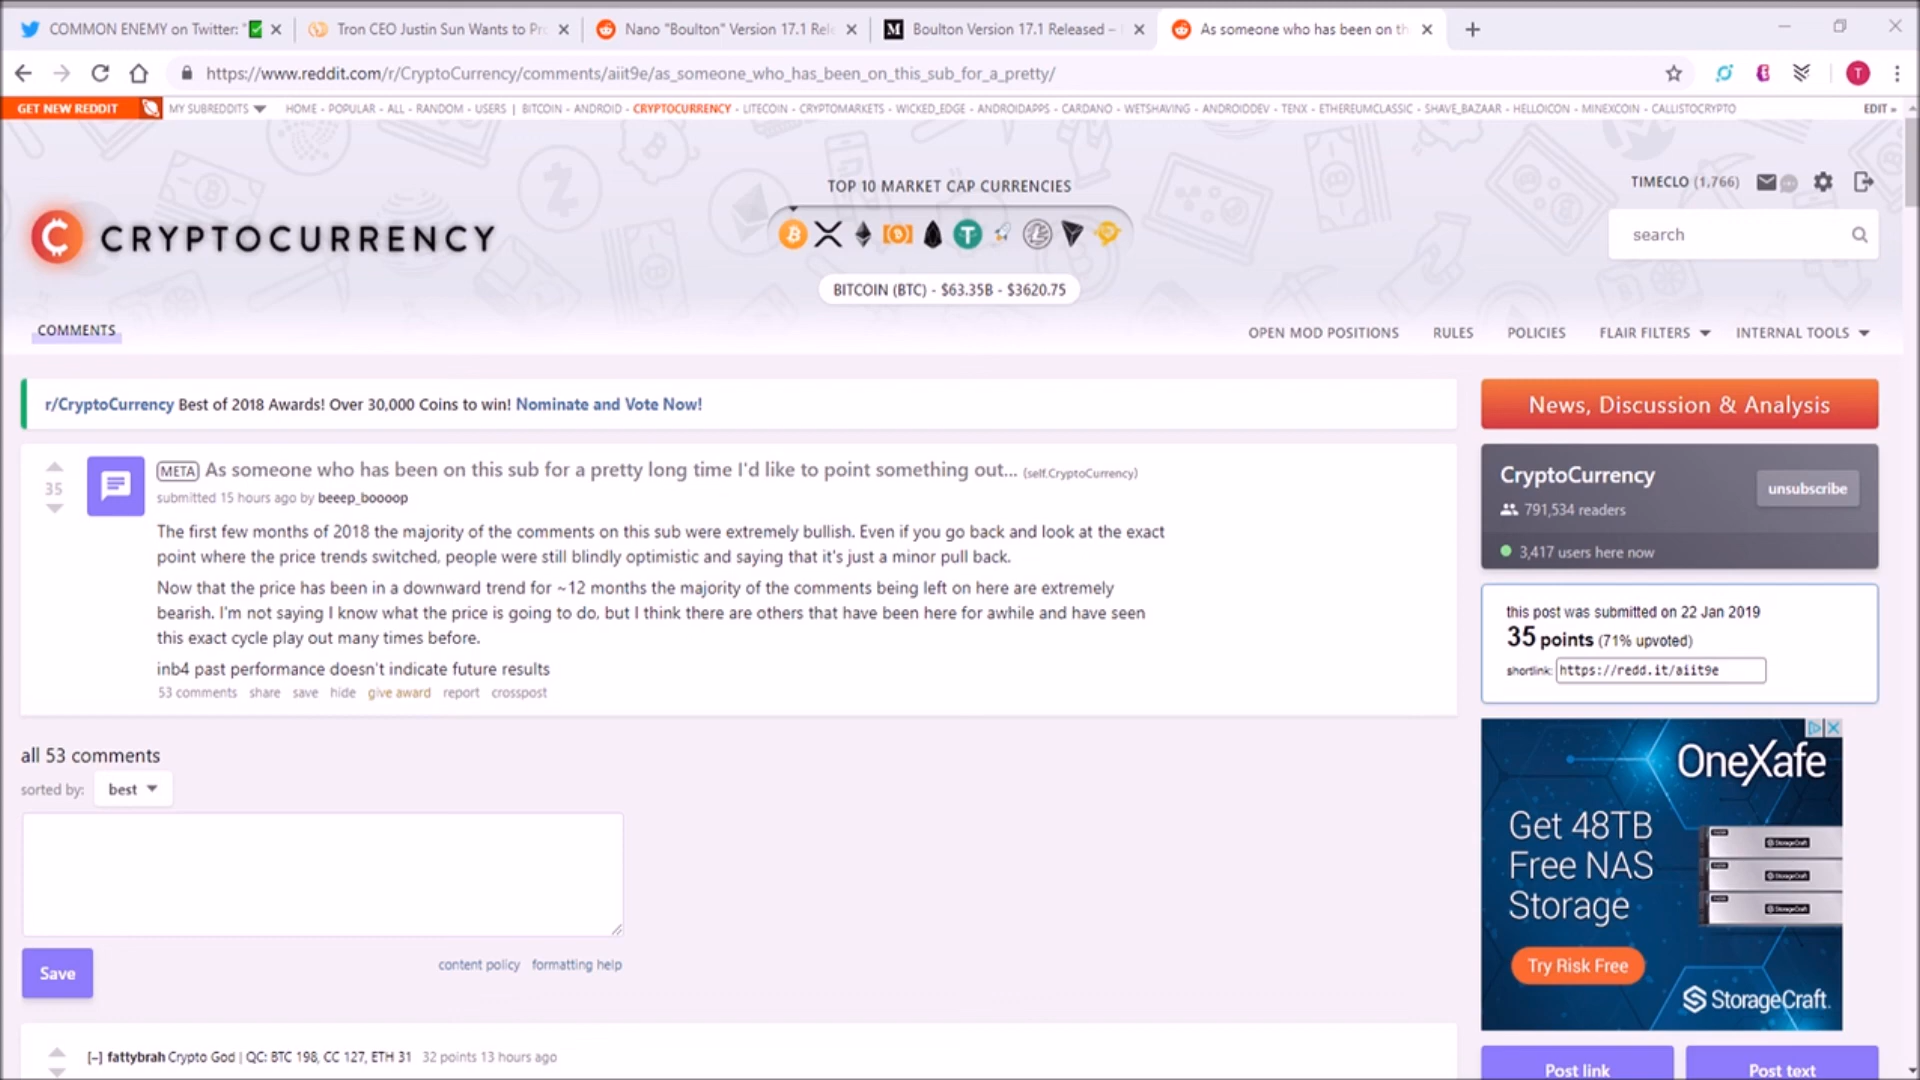 COMMON ENEMY on Twitter: "
Tron CEO Justin Sun Wants to Pr
Nano "Boulton" Version 17.1 Rele
Boulton Version 17.1 Released –
As someone who has been on th
https://www.reddit.com/r/CryptoCurrency/comments/aiit9e/as_someone_who_has_been_on_this_sub_for_a_pretty/
T
GET NEW REDDIT
MY SUBREDDITS
HOME - POPULAR - ALL - RANDOM - USERS | BITCOIN - ANDROID - CRYPTOCURRENCY - LITECOIN - CRYPTOMARKETS - WICKED_EDGE - ANDROIDAPPS - CARDANO - WETSHAVING - ANDROIDDEV - TENX - ETHEREUMCLASSIC - SHAVE_BAZAAR - HELLOICON - MINEXCOIN - CALLISTOCRYPTO
EDIT »
TOP 10 MARKET CAP CURRENCIES
TIMECLO (1,766)
CRYPTOCURRENCY
search
BITCOIN (BTC) - $63.35B - $3620.75
COMMENTS
OPEN MOD POSITIONS
RULES
POLICIES
FLAIR FILTERS
INTERNAL TOOLS
r/CryptoCurrency Best of 2018 Awards! Over 30,000 Coins to win! Nominate and Vote Now!
News, Discussion & Analysis
35
META As someone who has been on this sub for a pretty long time I'd like to point something out... (self.CryptoCurrency)
submitted 15 hours ago by beeep_boooop
The first few months of 2018 the majority of the comments on this sub were extremely bullish. Even if you go back and look at the exact
point where the price trends switched, people were still blindly optimistic and saying that it's just a minor pull back.
Now that the price has been in a downward trend for ~12 months the majority of the comments being left on here are extremely
bearish. I'm not saying I know what the price is going to do, but I think there are others that have been here for awhile and have seen
this exact cycle play out many times before.
inb4 past performance doesn't indicate future results
53 comments share save hide give award report crosspost
CryptoCurrency
unsubscribe
791,534 readers
3,417 users here now
this post was submitted on 22 Jan 2019
35 points (71% upvoted)
shortlink: https://redd.it/aiit9e
all 53 comments
sorted by: best
Save
content policy formatting help
OneXafe
Get 48TB
Free NAS
Storage
Try Risk Free
StorageCraft.
StorageCraft
StorageCraft
StorageCraft
[–] fattybrah Crypto God | QC: BTC 198, CC 127, ETH 31 32 points 13 hours ago
Post link
Post text